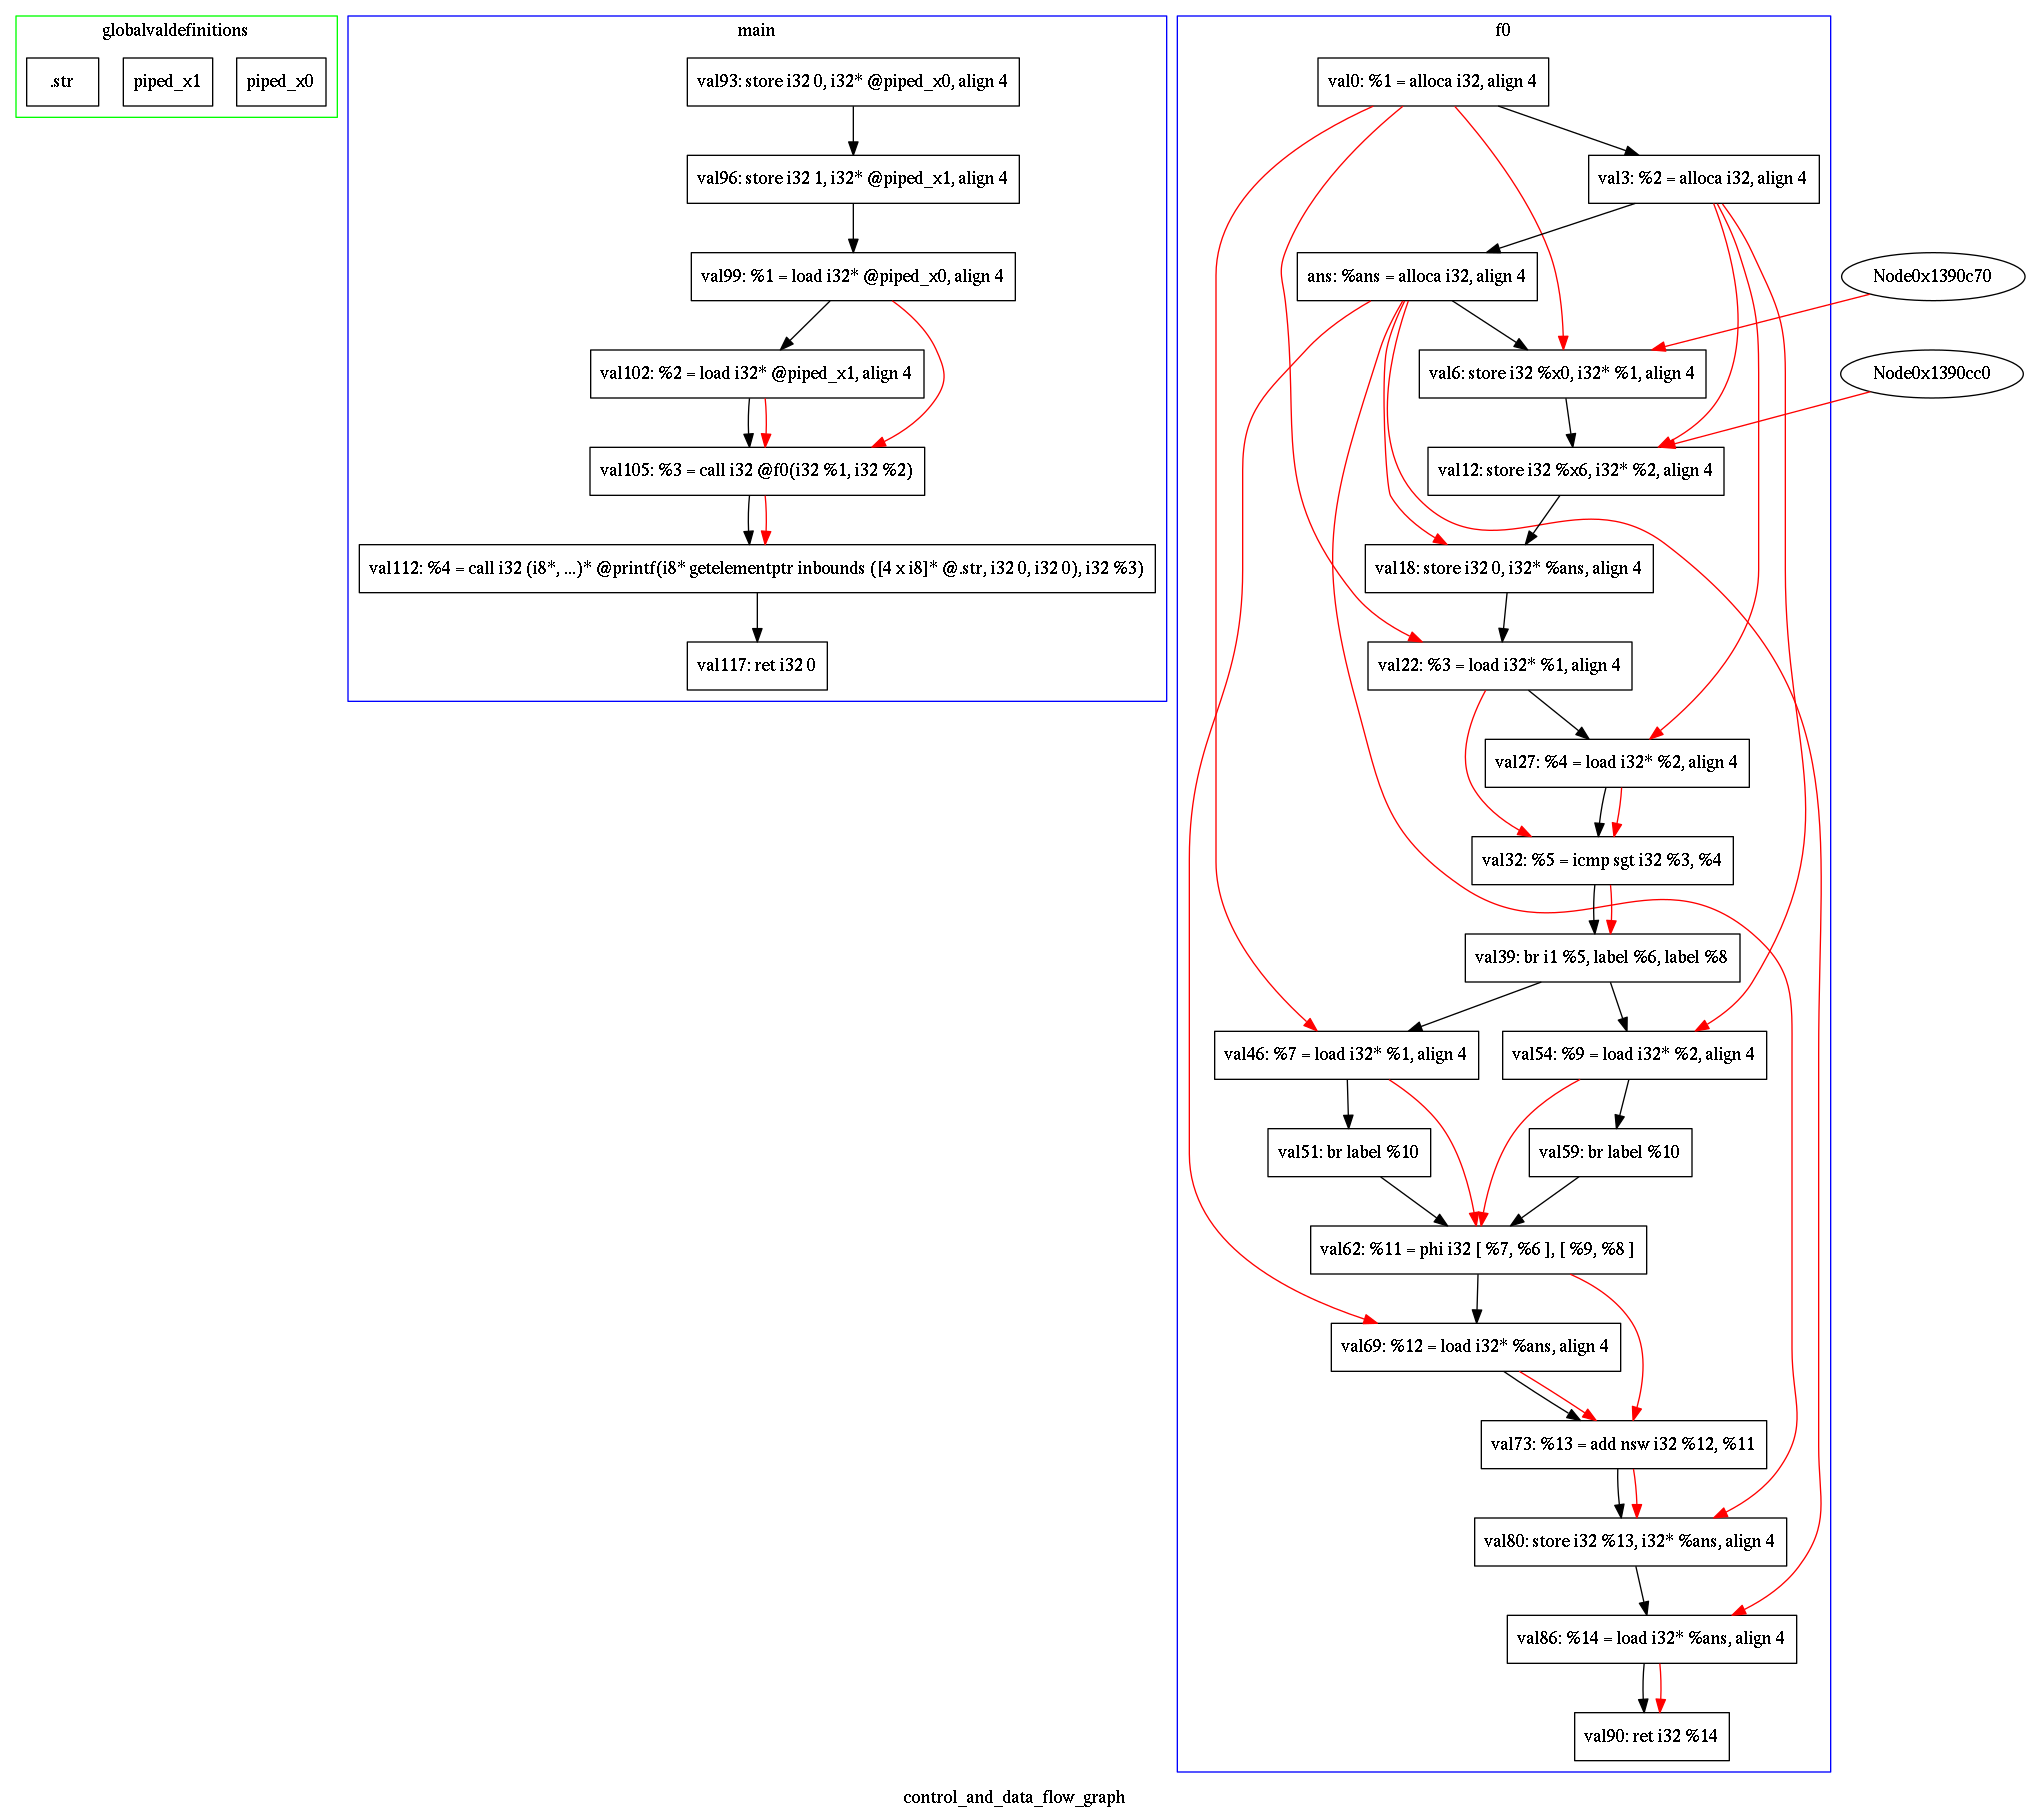 globalvaldefinitions
.str
piped_x1
piped_x0
main
val93: store i32 0, i32* @piped_x0, align 4
val96: store i32 1, i32* @piped_x1, align 4
val99: %1 = load i32* @piped_x0, align 4
val102: %2 = load i32* @piped_x1, align 4
val105: %3 = call i32 @f0(i32 %1, i32 %2)
val112: %4 = call i32 (i8*, ...)* @printf(i8* getelementptr inbounds ([4 x i8]* @.str, i32 0, i32 0), i32 %3)
val117: ret i32 0
f0
val0: %1 = alloca i32, align 4
val3: %2 = alloca i32, align 4
ans: %ans = alloca i32, align 4
val6: store i32 %x0, i32* %1, align 4
val12: store i32 %x6, i32* %2, align 4
val18: store i32 0, i32* %ans, align 4
val22: %3 = load i32* %1, align 4
val27: %4 = load i32* %2, align 4
val32: %5 = icmp sgt i32 %3, %4
val39: br i1 %5, label %6, label %8
val46: %7 = load i32* %1, align 4
val54: %9 = load i32* %2, align 4
val51: br label %10
val59: br label %10
val62: %11 = phi i32 [ %7, %6 ], [ %9, %8 ]
val69: %12 = load i32* %ans, align 4
val73: %13 = add nsw i32 %12, %11
val80: store i32 %13, i32* %ans, align 4
val86: %14 = load i32* %ans, align 4
val90: ret i32 %14
Node0x1390c70
Node0x1390cc0
control_and_data_flow_graph